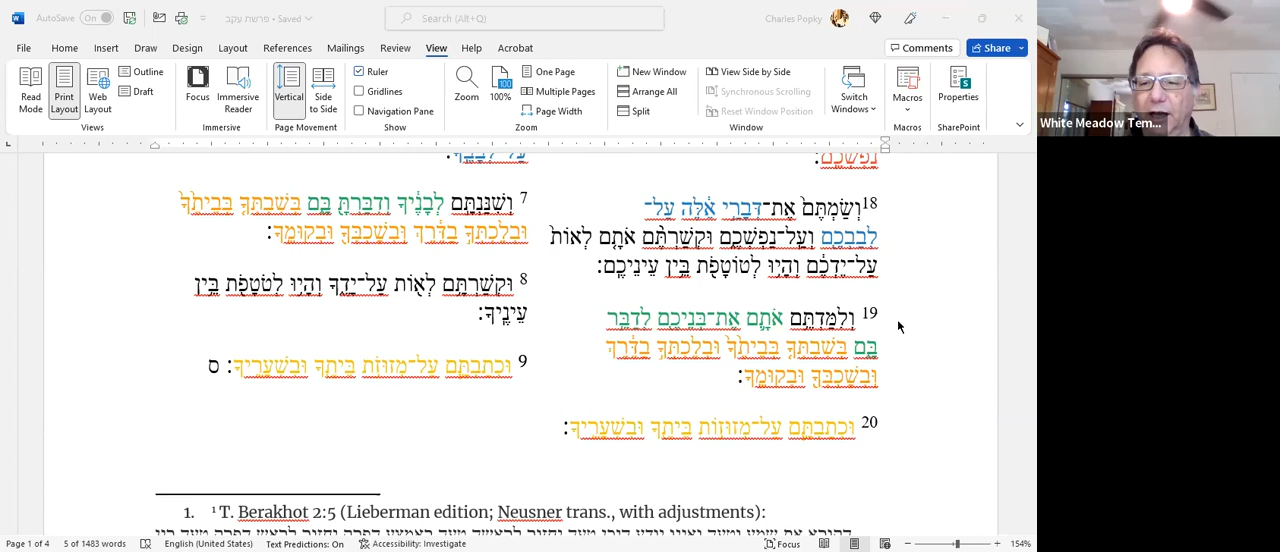 AutoSave Off פרשת עקב - Saved Search (Alt+Q) Charles Popky
File Home Insert Draw Design Layout References Mailings Review View Help Acrobat Comments Share
Read Mode Print Layout Web Layout Outline Draft Views
Focus Immersive Reader Immersive
Vertical Side to Side Page Movement
Ruler Gridlines Navigation Pane Show
Zoom 100 100% One Page Multiple Pages Page Width Zoom
New Window Arrange All Split View Side by Side Synchronous Scrolling Reset Window Position Switch Windows Window
Macros Macros
Properties SharePoint
White Meadow Tem...
נַפְשְׁכֶֽם׃
18 וְשַׂמְתֶּם֙ אֶת־דְּבָרַ֣י אֵ֔לֶּה עַל־
לְבַבְכֶ֖ם וְעַֽל־נַפְשְׁכֶ֑ם וּקְשַׁרְתֶּ֨ם אֹתָ֤ם לְאוֹת֙
עַל־יֶדְכֶ֔ם וְהָי֥וּ לְטוֹטָפֹ֖ת בֵּ֥ין עֵינֵיכֶֽם׃
19 וְלִמַּדְתֶּ֥ם אֹתָ֛ם אֶת־בְּנֵיכֶ֖ם לְדַבֵּ֣ר
בָּ֑ם בְּשִׁבְתְּךָ֤ בְּבֵיתֶ֙ךָ֙ וּבְלֶכְתְּךָ֣ בַדֶּ֔רֶךְ
וּֽבְשׇׁכְבְּךָ֖ וּבְקוּמֶֽךָ׃
20 וּכְתַבְתָּ֛ם עַל־מְזוּז֥וֹת בֵּיתֶ֖ךָ וּבִשְׁעָרֶֽיךָ׃
עַל־לְבָבֶֽךָ׃
7 וְשִׁנַּנְתָּ֣ם לְבָנֶ֔יךָ וְדִבַּרְתָּ֖ בָּ֑ם בְּשִׁבְתְּךָ֤ בְּבֵיתֶ֙ךָ֙
וּבְלֶכְתְּךָ֣ בַדֶּ֔רֶךְ וּֽבְשׇׁכְבְּךָ֖ וּבְקוּמֶֽךָ׃
8 וּקְשַׁרְתָּ֥ם לְא֖וֹת עַל־יָדֶ֑ךָ וְהָי֥וּ לְטֹטָפֹ֖ת בֵּ֥ין
עֵינֶֽיךָ׃
9 וּכְתַבְתָּ֛ם עַל־מְזוּזֹ֥ת בֵּיתֶ֖ךָ וּבִשְׁעָרֶֽיךָ׃ ס
1. ¹ T. Berakhot 2:5 (Lieberman edition; Neusner trans., with adjustments):
Page 1 of 4 5 of 1483 words English (United States) Text Predictions: On Accessibility: Investigate Focus 154%